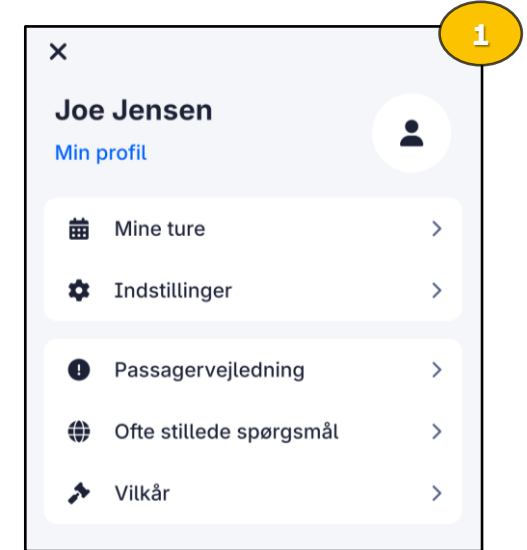 1
Joe Jensen
Min profil
Mine ture
Indstillinger
Passagervejledning
Ofte stillede spørgsmål
Vilkår